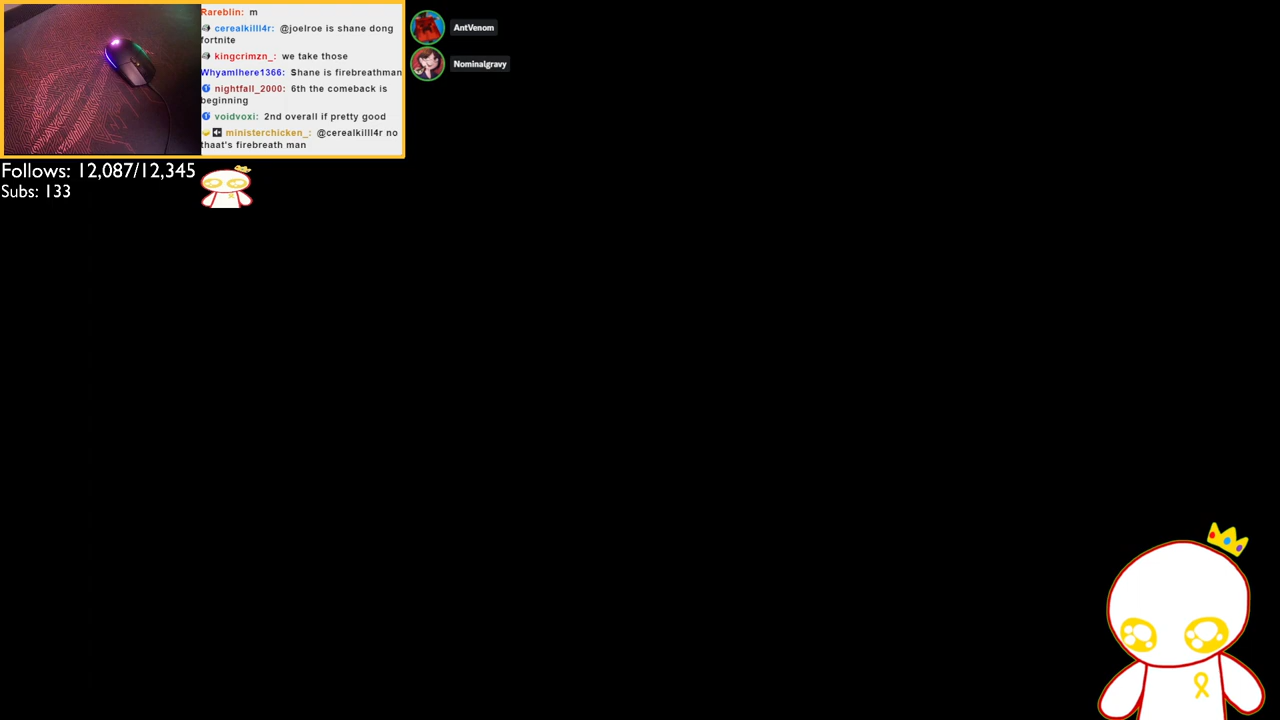 Rareblin: m
cerealkilll4r: @joelroe is shane dong
fortnite
kingcrimzn_: we take those
WhyamIhere1366: Shane is firebreathman
nightfall_2000: 6th the comeback is
beginning
voidvoxi: 2nd overall if pretty good
ministerchicken_: @cerealkilll4r no
thaat's firebreath man
AntVenom
Nominalgravy
Follows: 12,087/12,345
Subs: 133